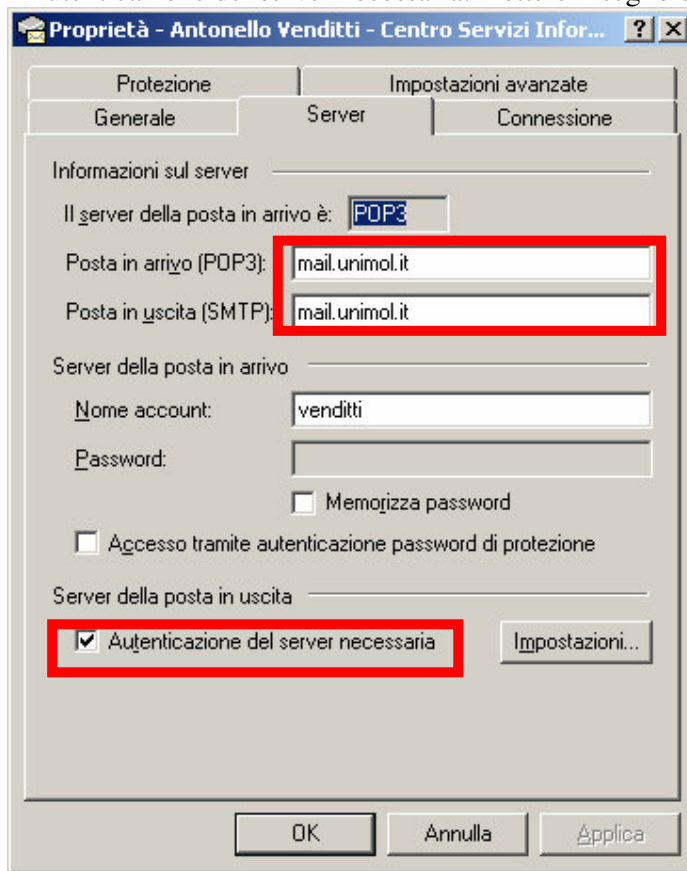 Proprietà - Antonello Venditti - Centro Servizi Infor...
Protezione
Impostazioni avanzate
Generale
Server
Connessione
Informazioni sul server
Il server della posta in arrivo è: POP3
Posta in arrivo (POP3): mail.unimol.it
Posta in uscita (SMTP): mail.unimol.it
Server della posta in arrivo
Nome account: venditti
Password:
Memorizza password
Accesso tramite autenticazione password di protezione
Server della posta in uscita
Autenticazione del server necessaria
Impostazioni...
OK
Annulla
Applica